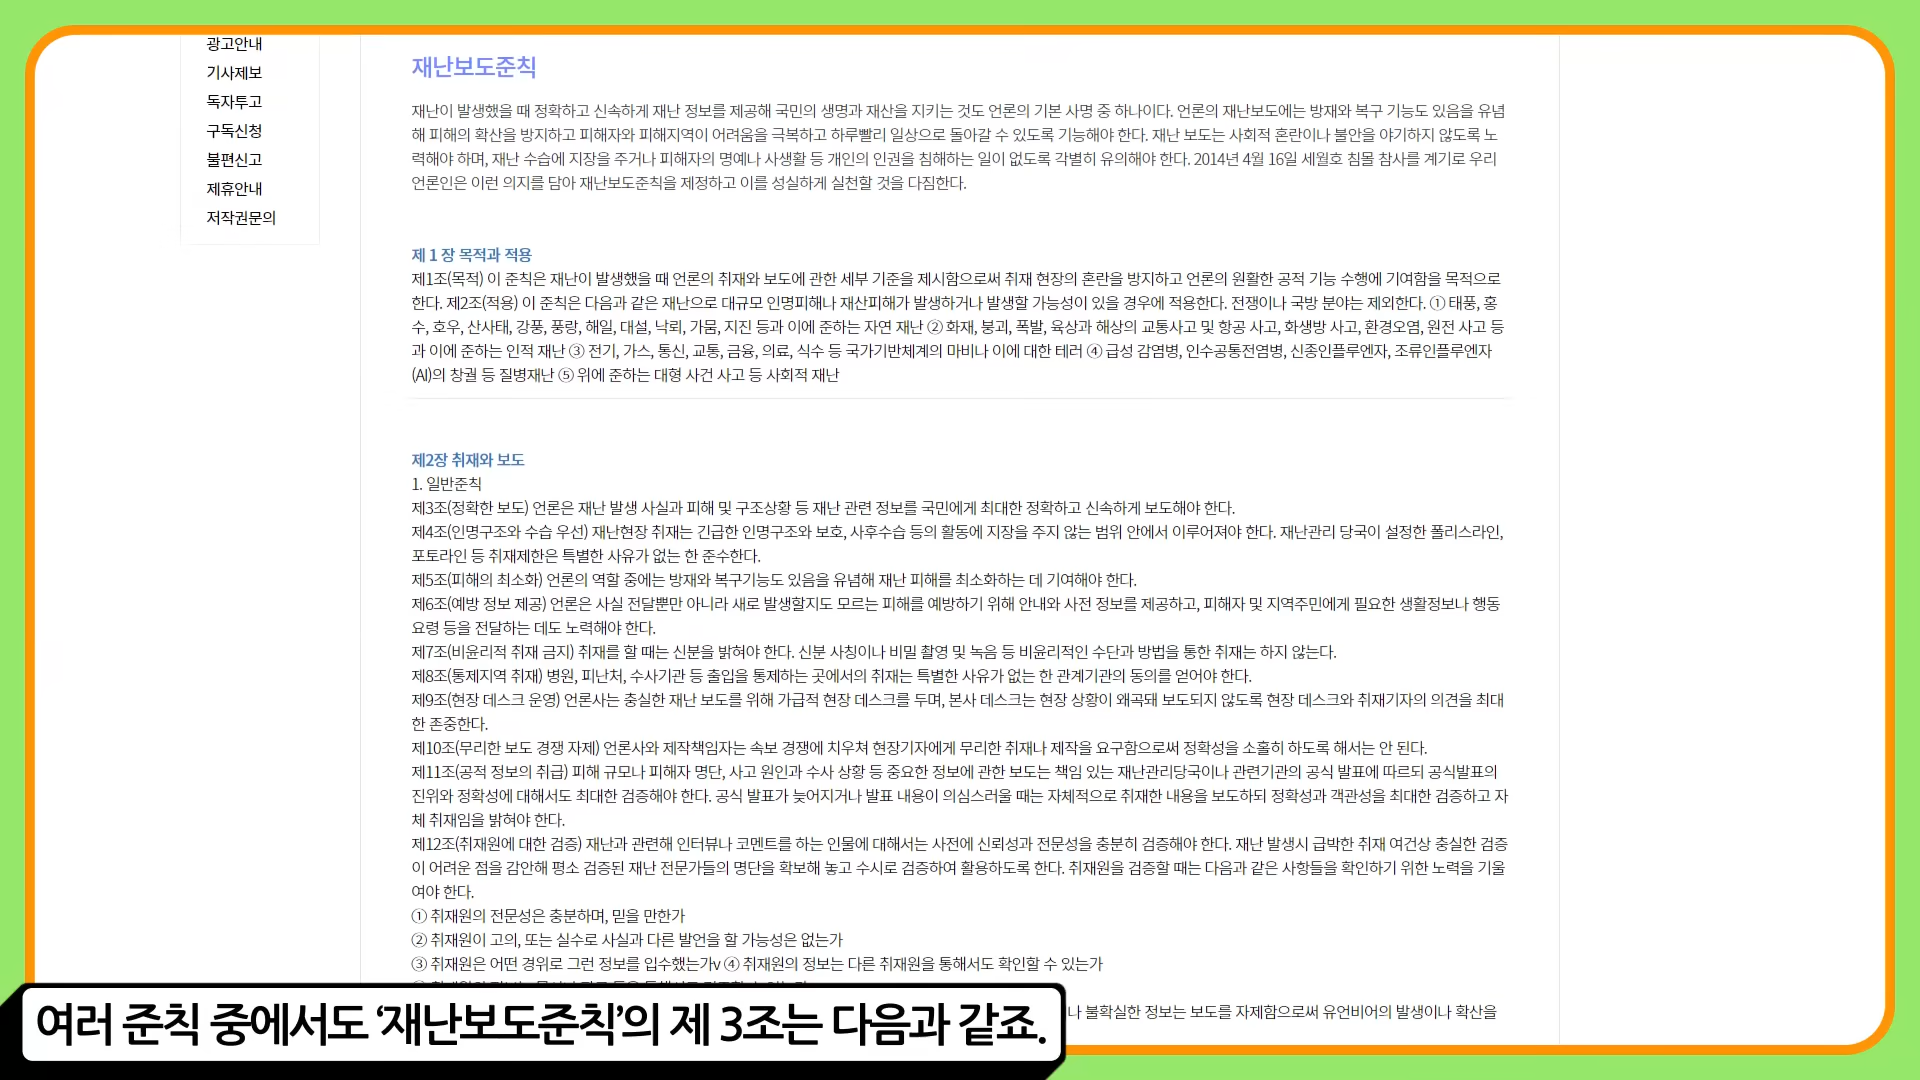 광고안내
기사제보
독자투고
구독신청
불편신고
제휴안내
저작권문의
재난보도준칙
재난이 발생했을 때 정확하고 신속하게 재난 정보를 제공해 국민의 생명과 재산을 지키는 것도 언론의 기본 사명 중 하나이다. 언론의 재난보도에는 방재와 복구 기능도 있음을 유념
해 피해의 확산을 방지하고 피해자와 피해지역이 어려움을 극복하고 하루빨리 일상으로 돌아갈 수 있도록 기능해야 한다. 재난 보도는 사회적 혼란이나 불안을 야기하지 않도록 노
력해야 하며, 재난 수습에 지장을 주거나 피해자의 명예나 사생활 등 개인의 인권을 침해하는 일이 없도록 각별히 유의해야 한다. 2014년 4월 16일 세월호 침몰 참사를 계기로 우리
언론인은 이런 의지를 담아 재난보도준칙을 제정하고 이를 성실하게 실천할 것을 다짐한다.
제 1 장 목적과 적용
제1조(목적) 이 준칙은 재난이 발생했을 때 언론의 취재와 보도에 관한 세부 기준을 제시함으로써 취재 현장의 혼란을 방지하고 언론의 원활한 공적 기능 수행에 기여함을 목적으로
한다. 제2조(적용) 이 준칙은 다음과 같은 재난으로 대규모 인명피해나 재산피해가 발생하거나 발생할 가능성이 있을 경우에 적용한다. 전쟁이나 국방 분야는 제외한다. ① 태풍, 홍
수, 호우, 산사태, 강풍, 풍랑, 해일, 대설, 낙뢰, 가뭄, 지진 등과 이에 준하는 자연 재난 ② 화재, 붕괴, 폭발, 육상과 해상의 교통사고 및 항공 사고, 화생방 사고, 환경오염, 원전 사고 등
과 이에 준하는 인적 재난 ③ 전기, 가스, 통신, 교통, 금융, 의료, 식수 등 국가기반체계의 마비나 이에 대한 테러 ④ 급성 감염병, 인수공통전염병, 신종인플루엔자, 조류인플루엔자
(AI)의 창궐 등 질병재난 ⑤ 위에 준하는 대형 사건 사고 등 사회적 재난
제2장 취재와 보도
1. 일반준칙
제3조(정확한 보도) 언론은 재난 발생 사실과 피해 및 구조상황 등 재난 관련 정보를 국민에게 최대한 정확하고 신속하게 보도해야 한다.
제4조(인명구조와 수습 우선) 재난현장 취재는 긴급한 인명구조와 보호, 사후수습 등의 활동에 지장을 주지 않는 범위 안에서 이루어져야 한다. 재난관리 당국이 설정한 폴리스라인,
포토라인 등 취재제한은 특별한 사유가 없는 한 준수한다.
제5조(피해의 최소화) 언론의 역할 중에는 방재와 복구기능도 있음을 유념해 재난 피해를 최소화하는 데 기여해야 한다.
제6조(예방 정보 제공) 언론은 사실 전달뿐만 아니라 새로 발생할지도 모르는 피해를 예방하기 위해 안내와 사전 정보를 제공하고, 피해자 및 지역주민에게 필요한 생활정보나 행동
요령 등을 전달하는 데도 노력해야 한다.
제7조(비윤리적 취재 금지) 취재를 할 때는 신분을 밝혀야 한다. 신분 사칭이나 비밀 촬영 및 녹음 등 비윤리적인 수단과 방법을 통한 취재는 하지 않는다.
제8조(통제지역 취재) 병원, 피난처, 수사기관 등 출입을 통제하는 곳에서의 취재는 특별한 사유가 없는 한 관계기관의 동의를 얻어야 한다.
제9조(현장 데스크 운영) 언론사는 충실한 재난 보도를 위해 가급적 현장 데스크를 두며, 본사 데스크는 현장 상황이 왜곡돼 보도되지 않도록 현장 데스크와 취재기자의 의견을 최대
한 존중한다.
제10조(무리한 보도 경쟁 자제) 언론사와 제작책임자는 속보 경쟁에 치우쳐 현장기자에게 무리한 취재나 제작을 요구함으로써 정확성을 소홀히 하도록 해서는 안 된다.
제11조(공적 정보의 취급) 피해 규모나 피해자 명단, 사고 원인과 수사 상황 등 중요한 정보에 관한 보도는 책임 있는 재난관리당국이나 관련기관의 공식 발표에 따르되 공식발표의
진위와 정확성에 대해서도 최대한 검증해야 한다. 공식 발표가 늦어지거나 발표 내용이 의심스러울 때는 자체적으로 취재한 내용을 보도하되 정확성과 객관성을 최대한 검증하고 자
체 취재임을 밝혀야 한다.
제12조(취재원에 대한 검증) 재난과 관련해 인터뷰나 코멘트를 하는 인물에 대해서는 사전에 신뢰성과 전문성을 충분히 검증해야 한다. 재난 발생시 급박한 취재 여건상 충실한 검증
이 어려운 점을 감안해 평소 검증된 재난 전문가들의 명단을 확보해 놓고 수시로 검증하여 활용하도록 한다. 취재원을 검증할 때는 다음과 같은 사항들을 확인하기 위한 노력을 기울
여야 한다.
① 취재원의 전문성은 충분하며, 믿을 만한가
② 취재원이 고의, 또는 실수로 사실과 다른 발언을 할 가능성은 없는가
③ 취재원은 어떤 경위로 그런 정보를 입수했는가v ④ 취재원의 정보는 다른 취재원을 통해서도 확인할 수 있는가
나 불확실한 정보는 보도를 자제함으로써 유언비어의 발생이나 확산을
여러 준칙 중에서도 ‘재난보도준칙’의 제 3조는 다음과 같죠.